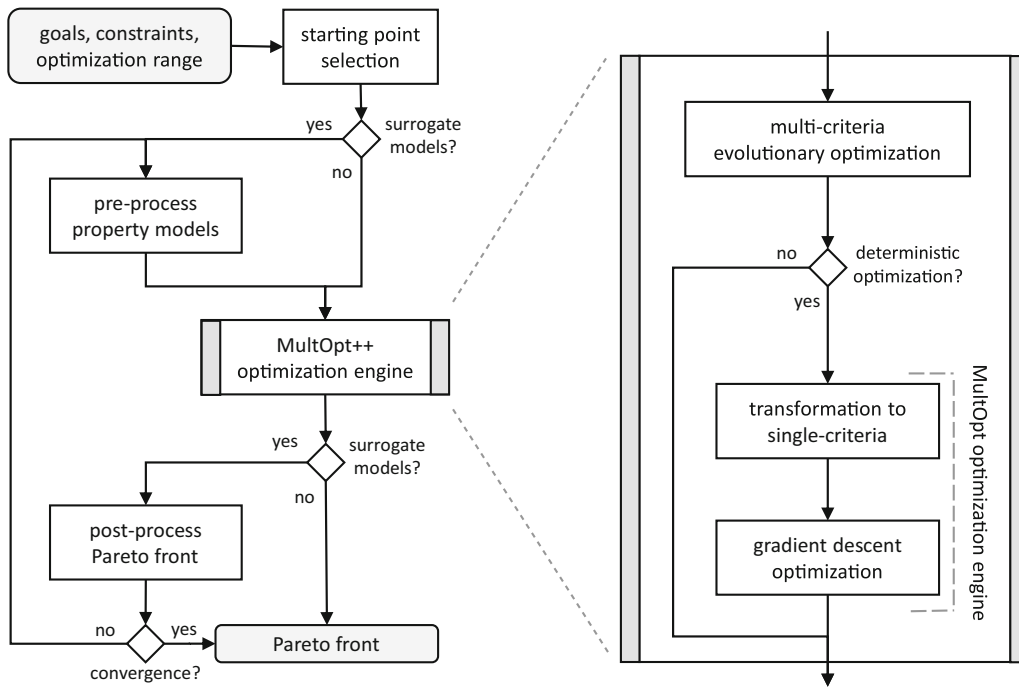 goals, constraints,
optimization range
starting point
selection
yes
surrogate
models?
no
pre-process
property models
MultOpt++
optimization engine
yes
surrogate
models?
no
post-process
Pareto front
no
yes
convergence?
Pareto front
multi-criteria
evolutionary optimization
no
deterministic
optimization?
yes
transformation to
single-criteria
gradient descent
optimization
MultOpt optimization engine